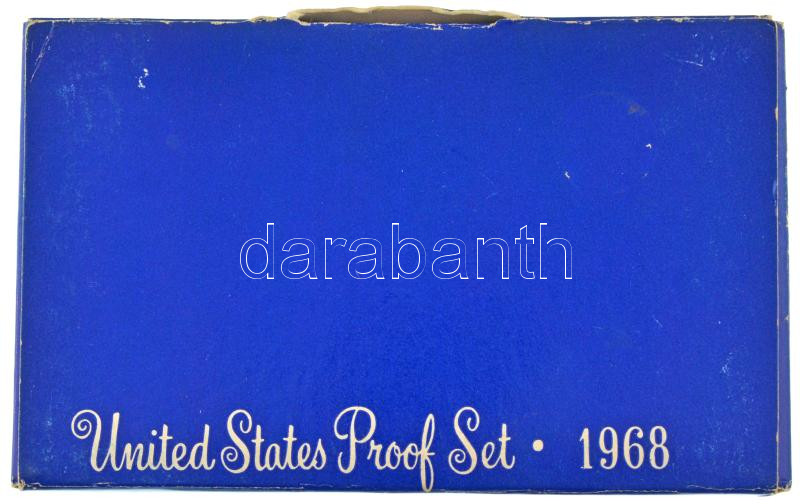 darabanth
United States Proof Set • 1968